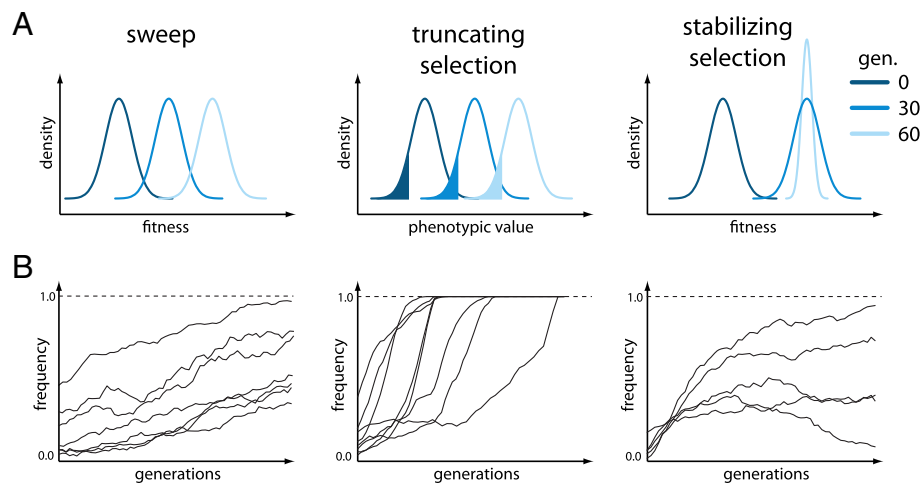 A
sweep
truncating
selection
stabilizing
selection
gen.
0
30
60
density
fitness
density
phenotypic value
density
fitness
B
1.0
frequency
0.0
generations
1.0
frequency
0.0
generations
1.0
frequency
0.0
generations